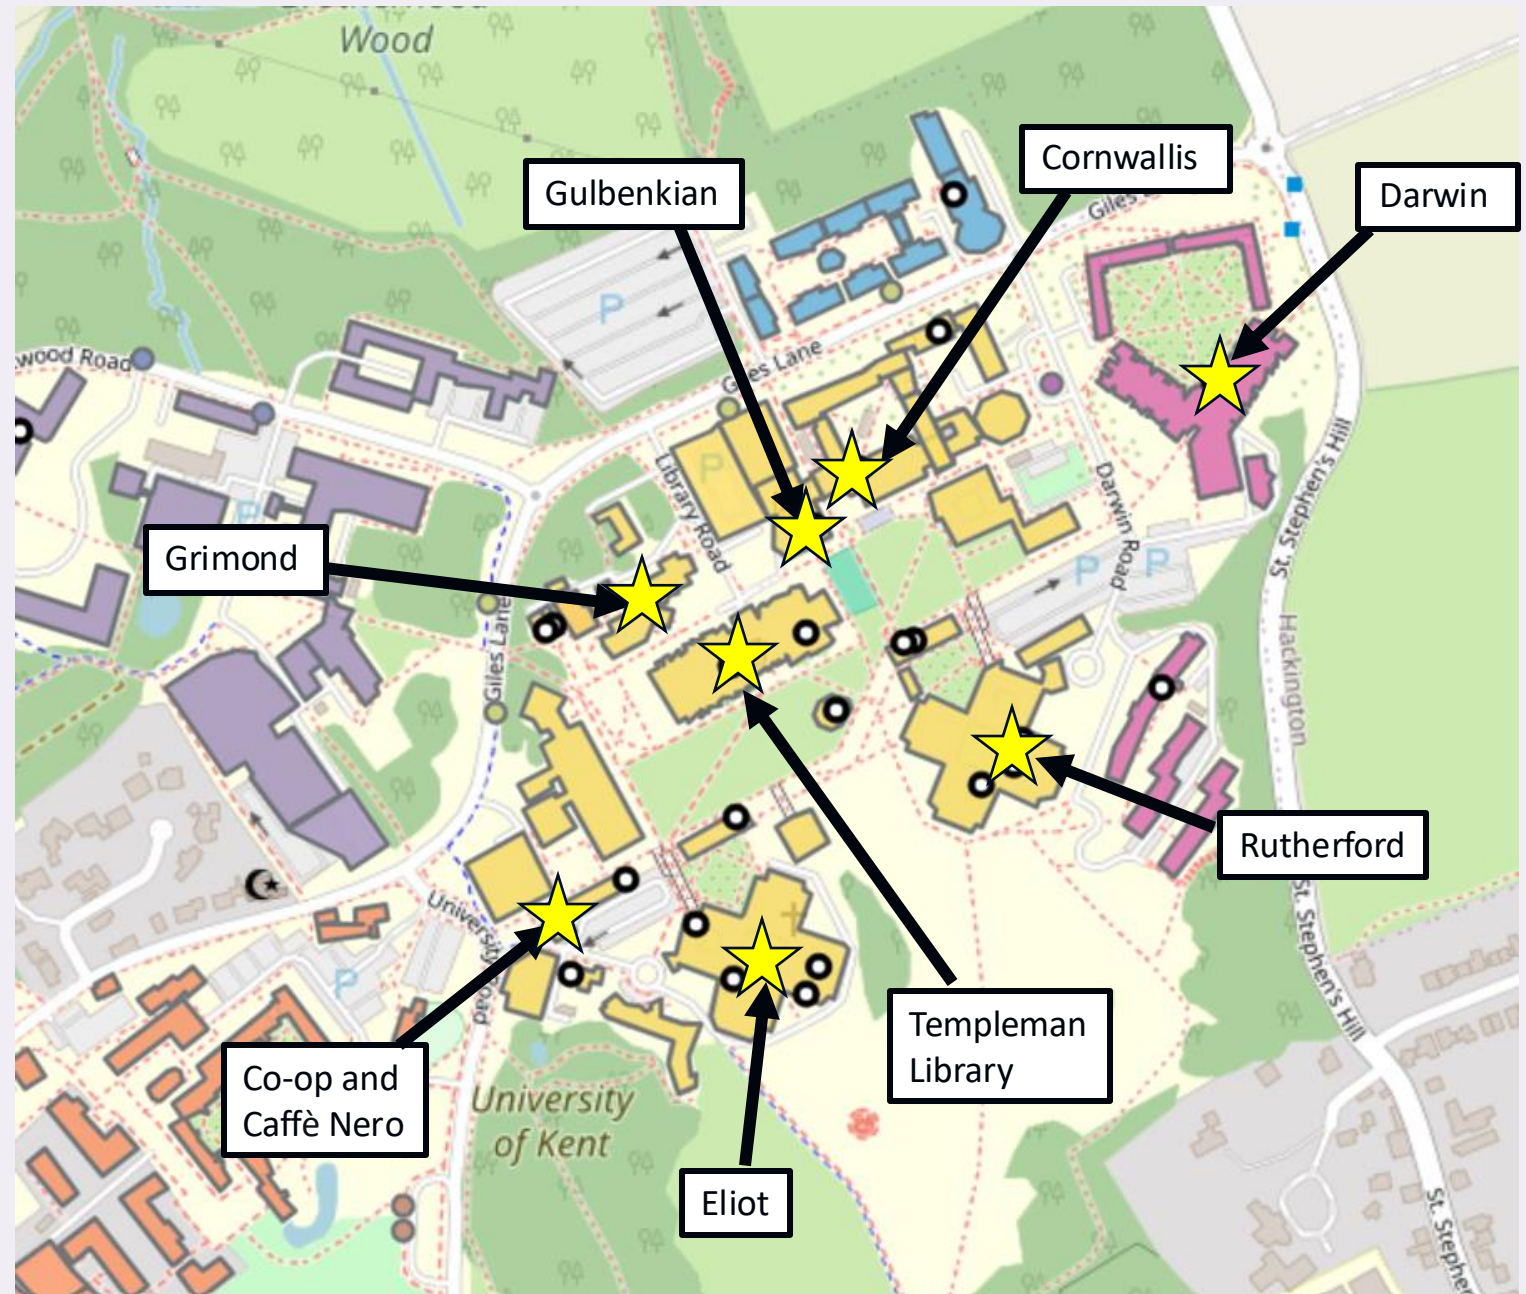 Wood
Cornwallis
Gulbenkian
Darwin
Giles
P
wood Road
Giles Lane
P
Library Road
Darwin Road
St. Stephen's Hill
P
Grimond
P
P
Giles Lane
Hackington
Rutherford
University
Road
St. Stephen's Hill
P
Templeman
Library
Co-op and
Caffè Nero
University
of Kent
Eliot
St. Stephe